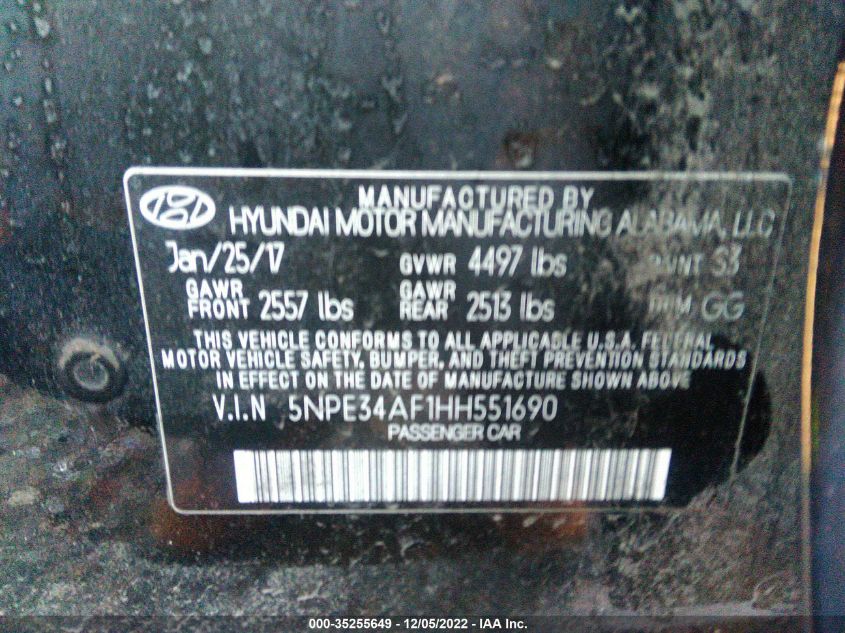 MANUFACTURED BY
HYUNDAI MOTOR MANUFACTURING ALABAMA, LLC
Jan/25/17 GVWR 4497 lbs PAINT S3
GAWR FRONT 2557 lbs GAWR REAR 2513 lbs TRIM GG
THIS VEHICLE CONFORMS TO ALL APPLICABLE U.S.A. FEDERAL
MOTOR VEHICLE SAFETY, BUMPER, AND THEFT PREVENTION STANDARDS
IN EFFECT ON THE DATE OF MANUFACTURE SHOWN ABOVE
V.I.N 5NPE34AF1HH551690
PASSENGER CAR
000-35255649 - 12/05/2022 - IAA Inc.